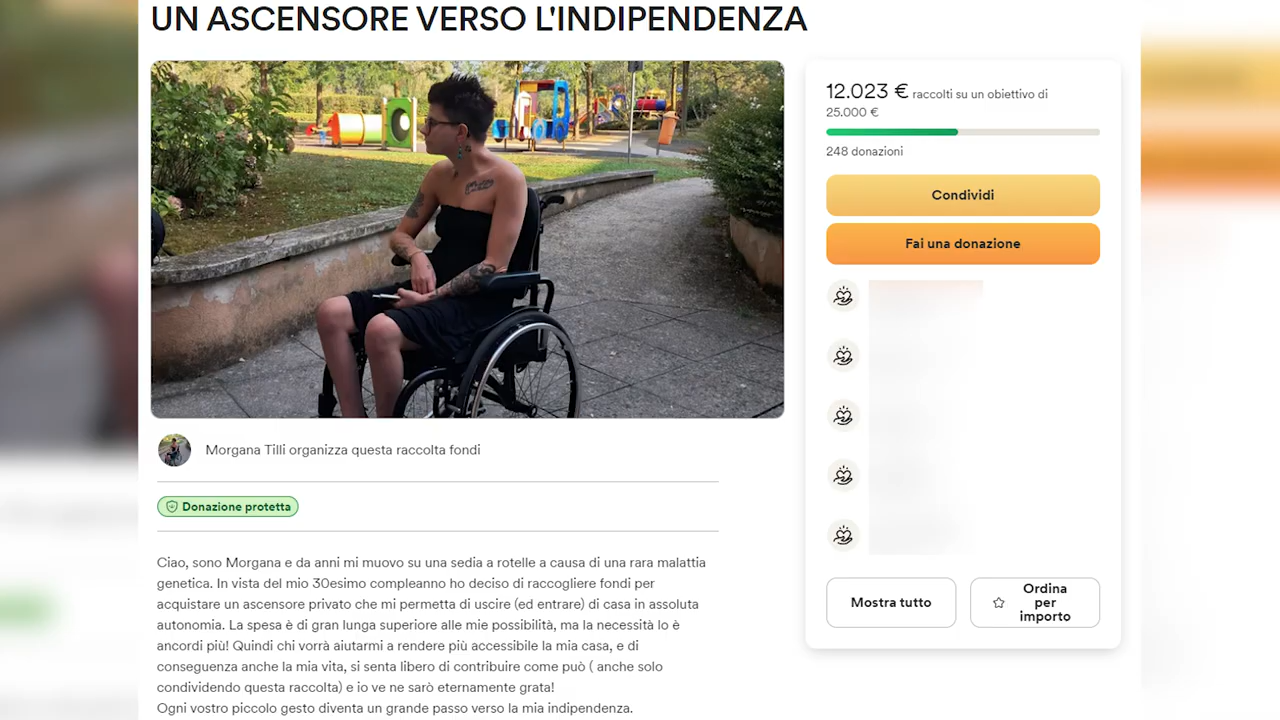 UN ASCENSORE VERSO L'INDIPENDENZA
12.023 € raccolti su un obiettivo di
25.000 €
248 donazioni
Condividi
Fai una donazione
Mostra tutto
Ordina
per
importo
Morgana Tilli organizza questa raccolta fondi
Donazione protetta
Ciao, sono Morgana e da anni mi muovo su una sedia a rotelle a causa di una rara malattia
genetica. In vista del mio 30esimo compleanno ho deciso di raccogliere fondi per
acquistare un ascensore privato che mi permetta di uscire (ed entrare) di casa in assoluta
autonomia. La spesa è di gran lunga superiore alle mie possibilità, ma la necessità lo è
ancordi più! Quindi chi vorrà aiutarmi a rendere più accessibile la mia casa, e di
conseguenza anche la mia vita, si senta libero di contribuire come può ( anche solo
condividendo questa raccolta) e io ve ne sarò eternamente grata!
Ogni vostro piccolo gesto diventa un grande passo verso la mia indipendenza.